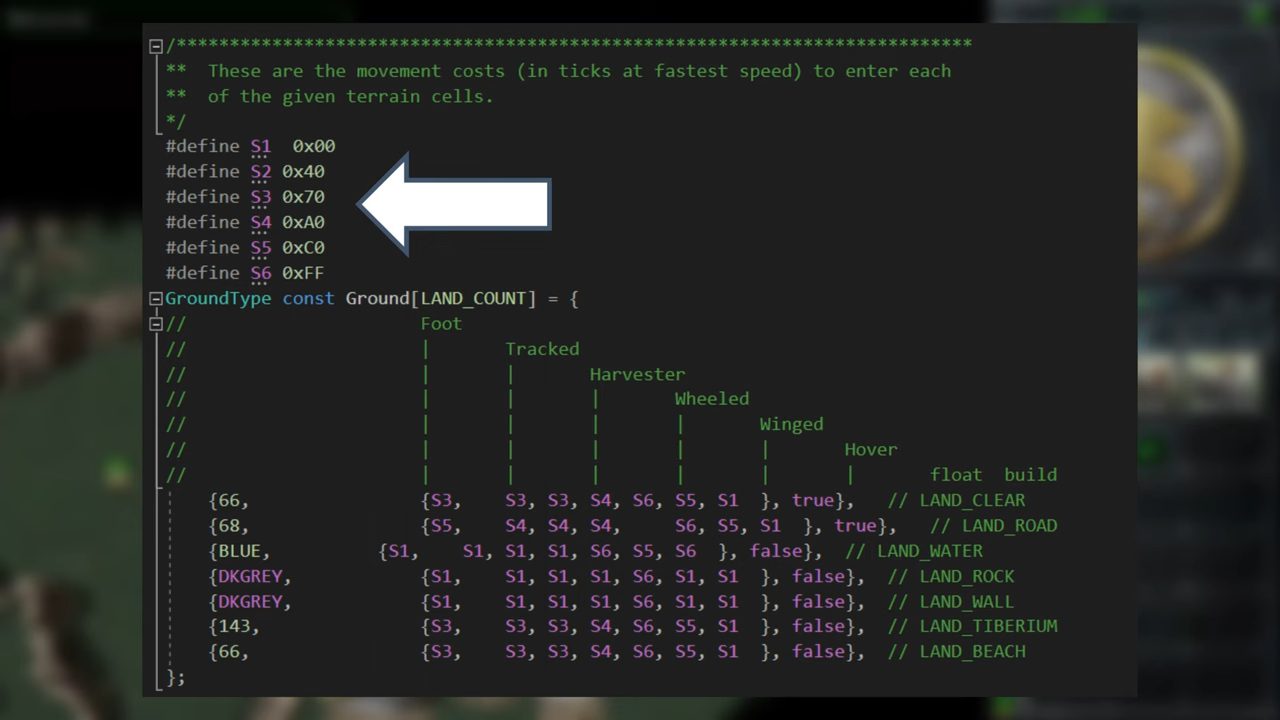 /***************************************************************************
** These are the movement costs (in ticks at fastest speed) to enter each
** of the given terrain cells.
*/
#define S1 0x00
#define S2 0x40
#define S3 0x70
#define S4 0xA0
#define S5 0xC0
#define S6 0xFF
GroundType const Ground[LAND_COUNT] = {
// Foot
// | Tracked
// | | Harvester
// | | | Wheeled
// | | | | Winged
// | | | | | Hover
// | | | | | | float build
{66, {S3, S3, S3, S4, S6, S5, S1 }, true}, // LAND_CLEAR
{68, {S5, S4, S4, S4, S6, S5, S1 }, true}, // LAND_ROAD
{BLUE, {S1, S1, S1, S1, S6, S5, S6 }, false}, // LAND_WATER
{DKGREY, {S1, S1, S1, S1, S6, S1, S1 }, false}, // LAND_ROCK
{DKGREY, {S1, S1, S1, S1, S6, S1, S1 }, false}, // LAND_WALL
{143, {S3, S3, S3, S4, S6, S5, S1 }, false}, // LAND_TIBERIUM
{66, {S3, S3, S3, S4, S6, S5, S1 }, false}, // LAND_BEACH
};